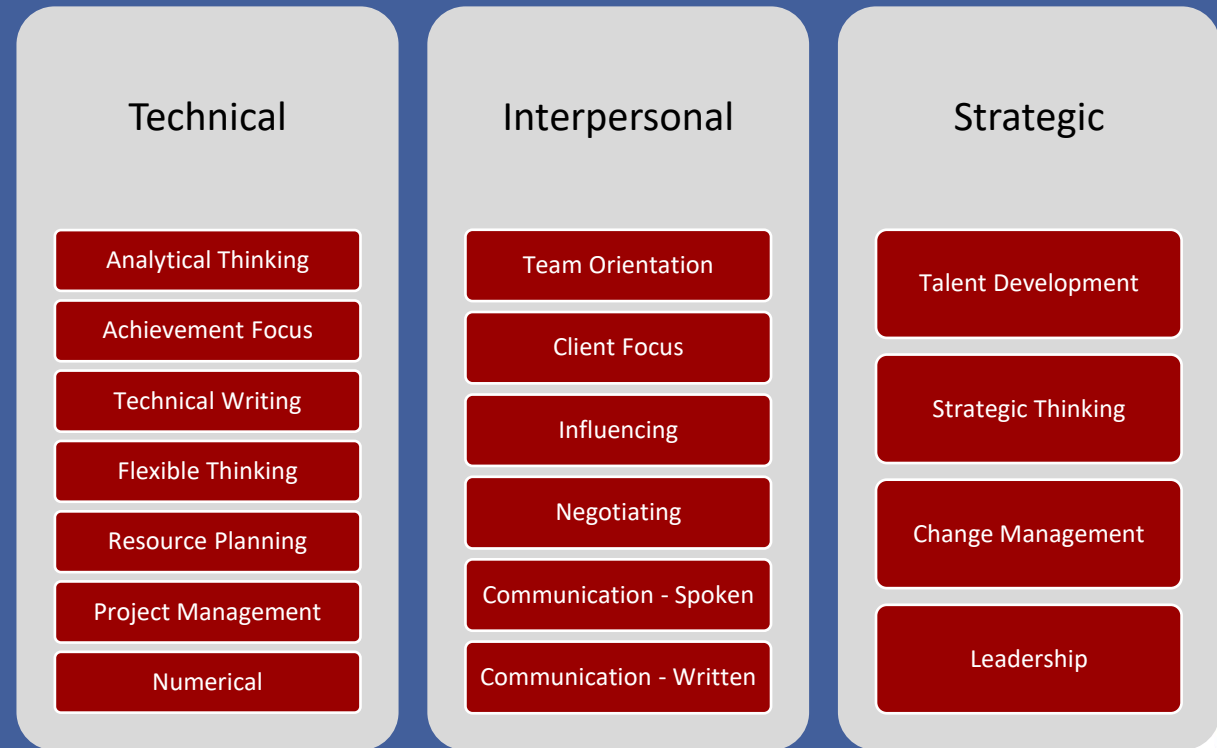 Technical
Analytical Thinking
Achievement Focus
Technical Writing
Flexible Thinking
Resource Planning
Project Management
Numerical
Interpersonal
Team Orientation
Client Focus
Influencing
Negotiating
Communication - Spoken
Communication - Written
Strategic
Talent Development
Strategic Thinking
Change Management
Leadership